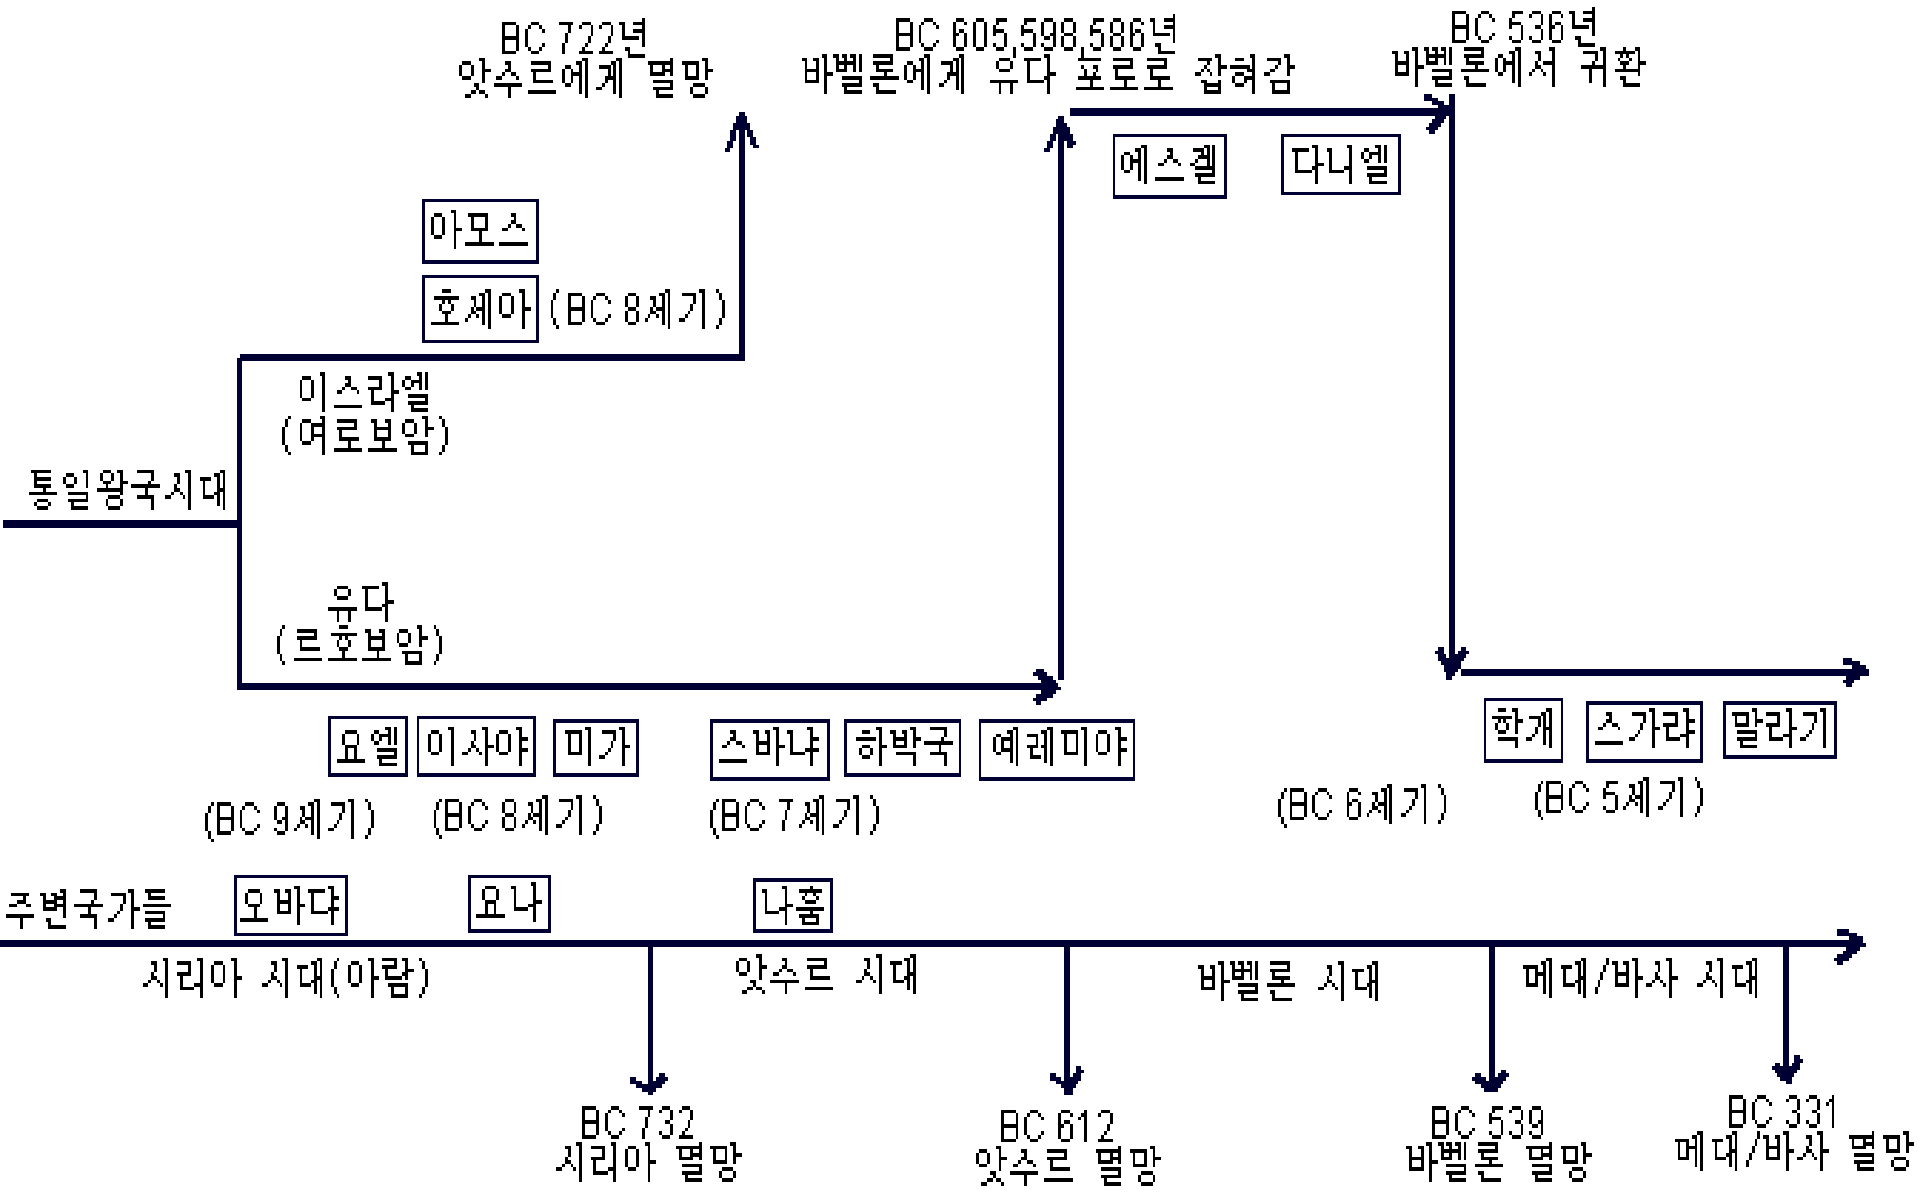 BC 722년
앗수르에게 멸망
BC 605,598,586년
바벨론에게 유다 포로로 잡혀감
BC 536년
바벨론에서 귀환
에스겔
다니엘
아모스
호세아 (BC 8세기)
이스라엘
(여로보암)
통일왕국시대
유다
(르호보암)
요엘
이사야
미가
스바냐
하박국
예레미야
학개
스가랴
말라기
(BC 9세기)
(BC 8세기)
(BC 7세기)
(BC 6세기)
(BC 5세기)
주변국가들
오바댜
요나
나훔
시리아 시대(아람)
앗수르 시대
바벨론 시대
메대/바사 시대
BC 732
시리아 멸망
BC 612
앗수르 멸망
BC 539
바벨론 멸망
BC 331
메대/바사 멸망